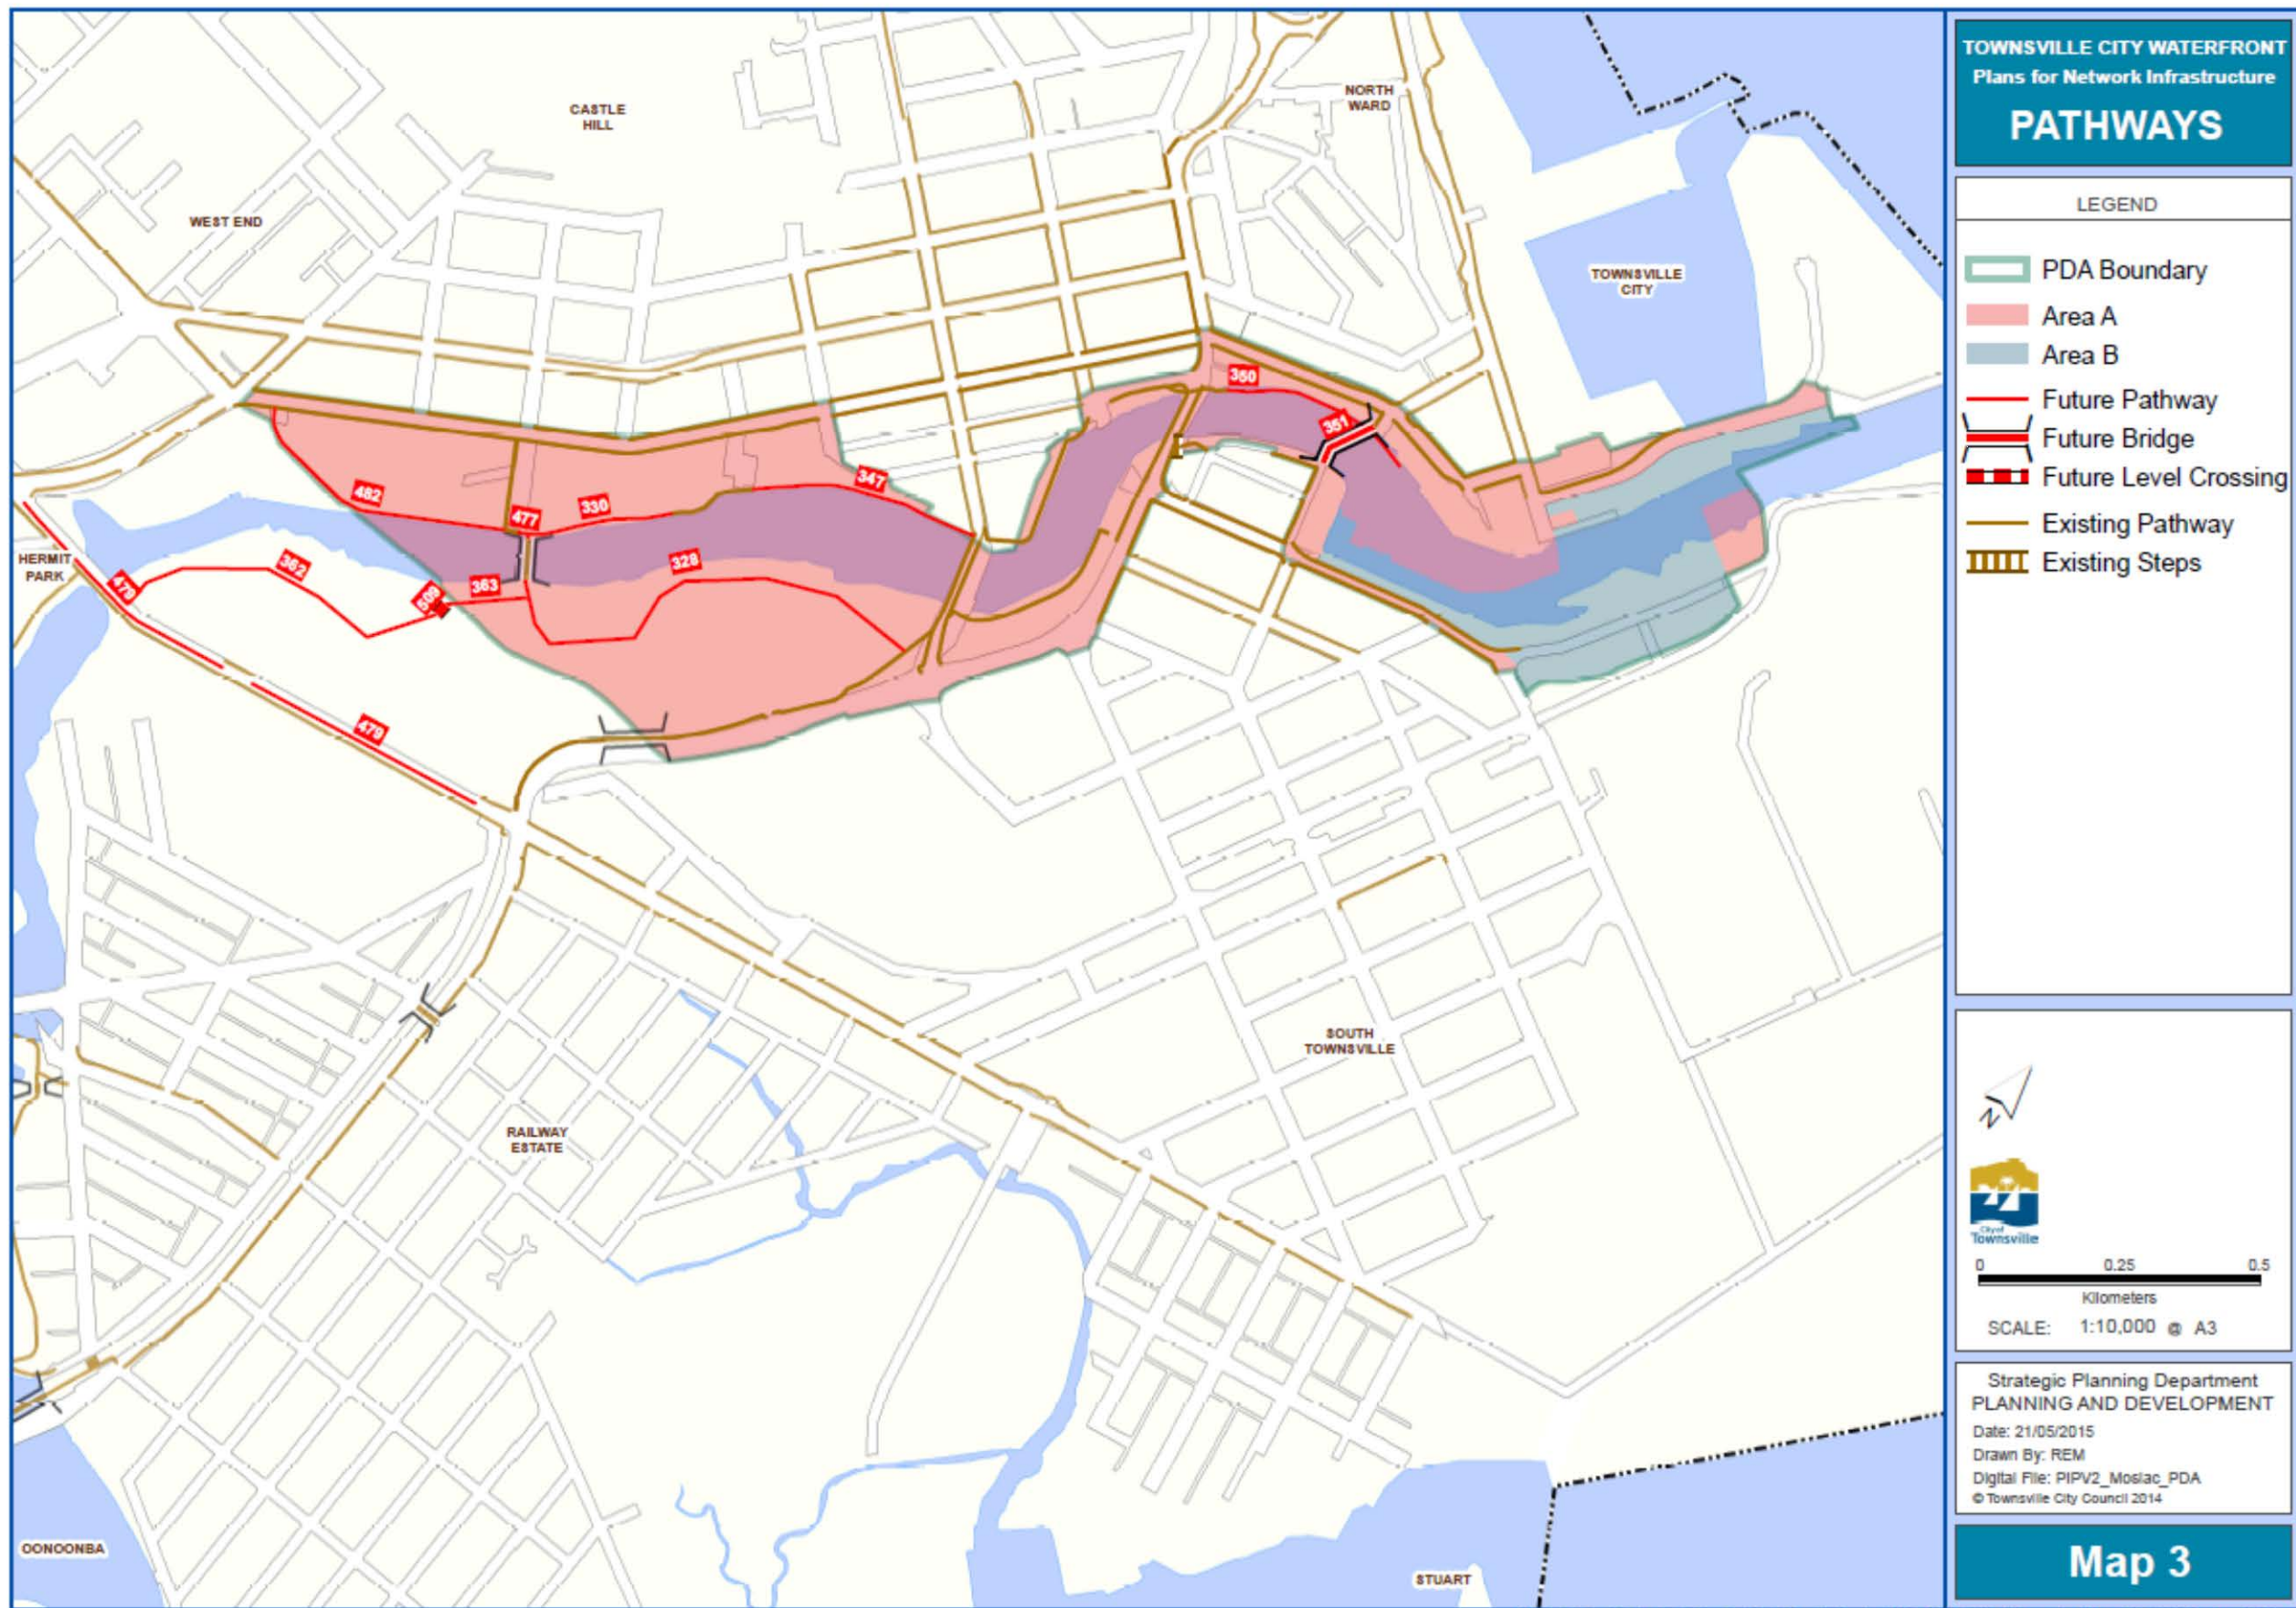 TOWNSVILLE CITY WATERFRONT
Plans for Network Infrastructure
PATHWAYS
LEGEND
PDA Boundary
Area A
Area B
Future Pathway
Future Bridge
Future Level Crossing
Existing Pathway
Existing Steps
N
City of
Townsville
0 0.25 0.5
Kilometers
SCALE: 1:10,000 @ A3
Strategic Planning Department
PLANNING AND DEVELOPMENT
Date: 21/05/2015
Drawn By: REM
Digital File: PIPV2_Mosiac_PDA
© Townsville City Council 2014
Map 3
CASTLE
HILL
NORTH
WARD
WEST END
TOWNSVILLE
CITY
HERMIT
PARK
SOUTH
TOWNSVILLE
RAILWAY
ESTATE
OONOONBA
STUART
350
351
347
482
477
330
328
362
363
479
479